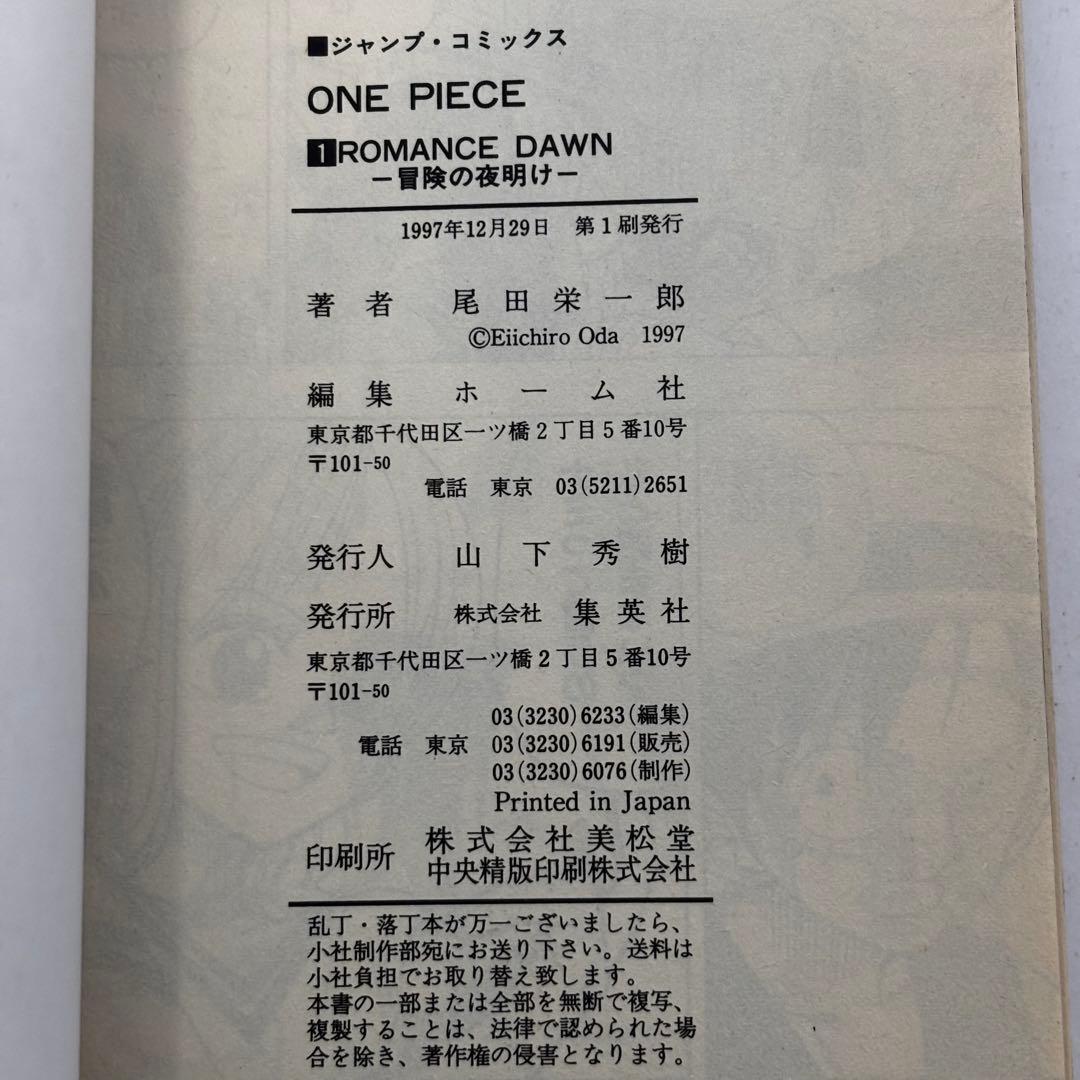 ■ジャンプ・コミックス
ONE PIECE
1 ROMANCE DAWN
ー冒険の夜明けー
1997年12月29日 第1刷発行
著者 尾田栄一郎
©Eiichiro Oda 1997
編集 ホーム社
東京都千代田区一ツ橋2丁目5番10号
〒101-50
電話 東京 03(5211)2651
発行人 山下秀樹
発行所 株式会社 集英社
東京都千代田区一ツ橋2丁目5番10号
〒101-50
03(3230)6233(編集)
電話 東京 03(3230)6191(販売)
03(3230)6076(制作)
Printed in Japan
印刷所 株式会社美松堂
中央精版印刷株式会社
乱丁・落丁本が万一ございましたら、
小社制作部宛にお送り下さい。送料は
小社負担でお取り替え致します。
本書の一部または全部を無断で複写、
複製することは、法律で認められた場
合を除き、著作権の侵害となります。